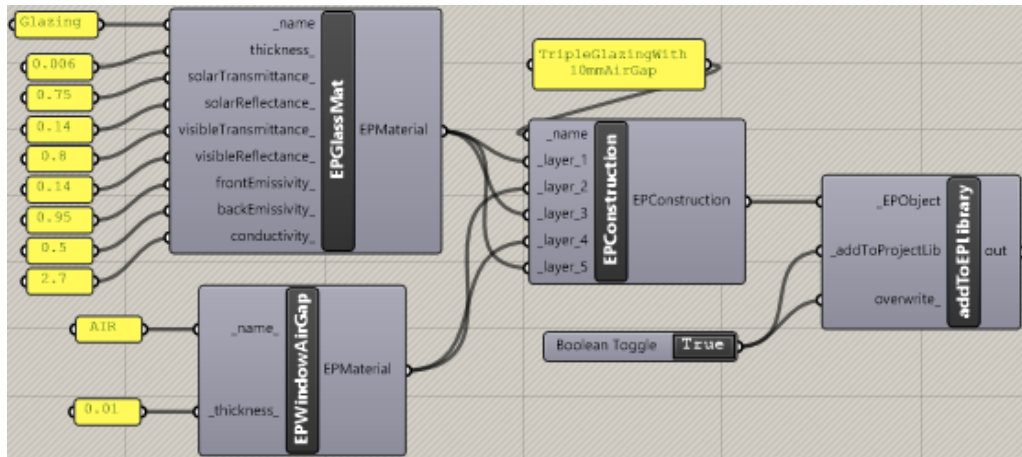 Glazing
0.006
0.75
0.14
0.8
0.14
0.95
0.5
2.7
_name
thickness_
solarTransmittance_
solarReflectance_
visibleTransmittance_
visibleReflectance_
frontEmissivity_
backEmissivity_
conductivity_
EPGlassMat
EPMaterial
AIR
0.01
_name_
_thickness_
EPWindowAirGap
EPMaterial
TripleGlazingWith
10mmAirGap
_name
_layer_1
_layer_2
_layer_3
_layer_4
_layer_5
EPConstruction
EPConstruction
Boolean Toggle True
_EPObject
_addToProjectLib
overwrite_
addToEPLibrary
out